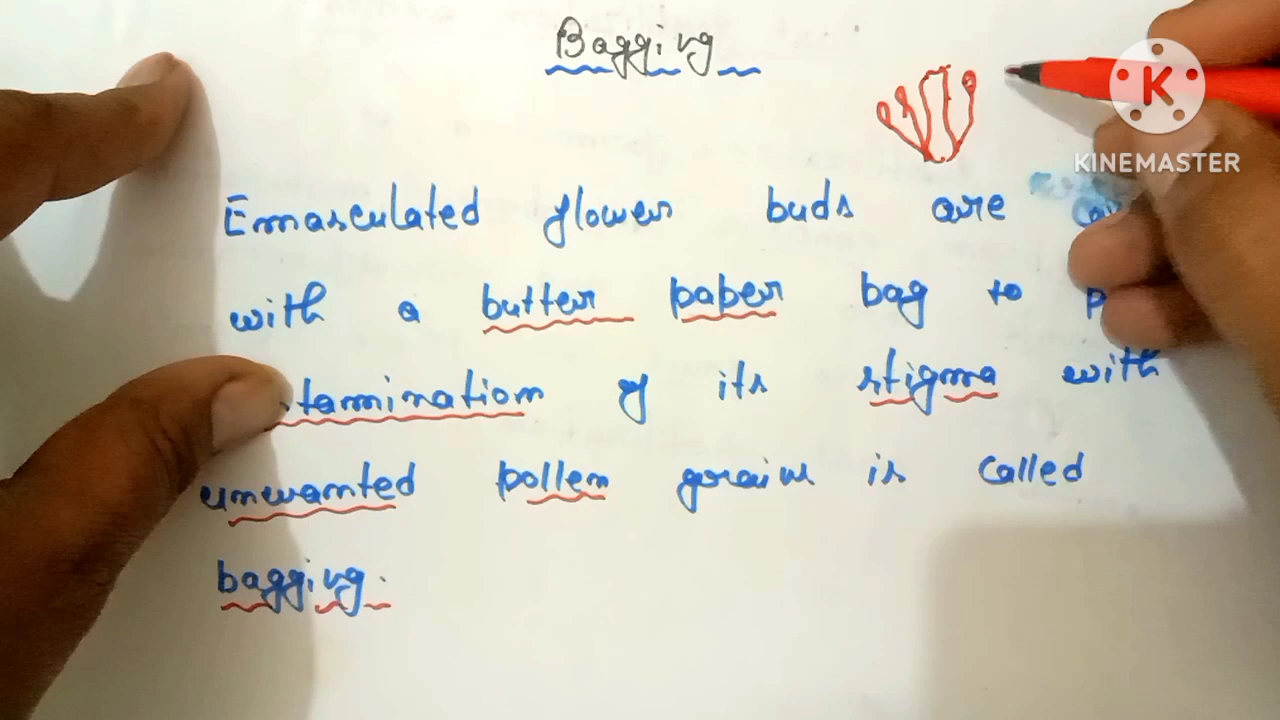 Bagging
K
KINEMASTER
Emasculated flower buds are
with a butter paper bag to
tamination of its stigma with
unwanted pollen grains is called
bagging.